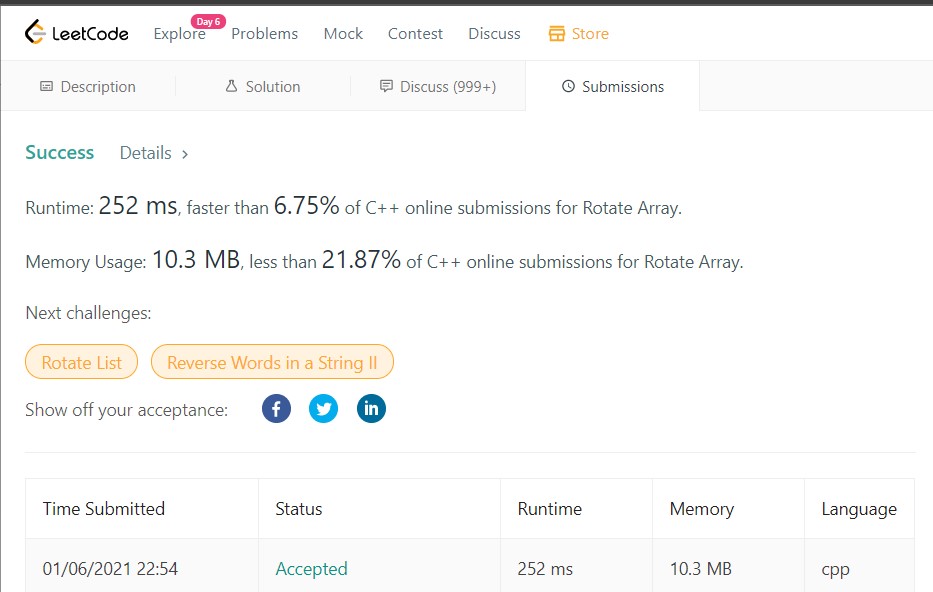 Day 6
LeetCode Explore Problems Mock Contest Discuss Store
Description Solution Discuss (999+) Submissions
Success Details >
Runtime: 252 ms, faster than 6.75% of C++ online submissions for Rotate Array.
Memory Usage: 10.3 MB, less than 21.87% of C++ online submissions for Rotate Array.
Next challenges:
Rotate List Reverse Words in a String II
Show off your acceptance:
Time Submitted Status Runtime Memory Language
01/06/2021 22:54 Accepted 252 ms 10.3 MB cpp